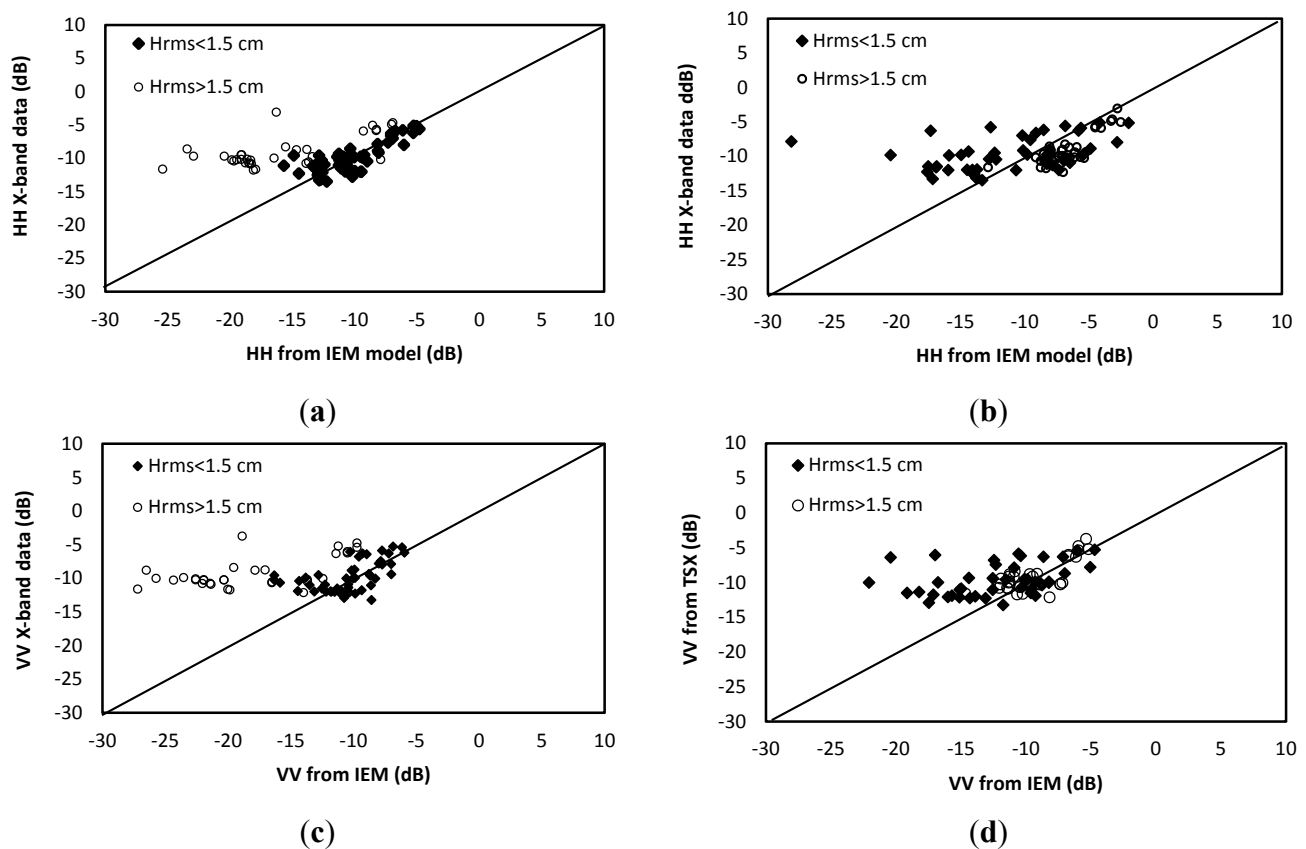 10
5
0
-5
-10
-15
-20
-25
-30
HH X-band data (dB)
Hrms<1.5 cm
Hrms>1.5 cm
-30 -25 -20 -15 -10 -5 0 5 10
HH from IEM model (dB)
(a)
10
5
0
-5
-10
-15
-20
-25
-30
HH X-band data ddB)
Hrms<1.5 cm
Hrms>1.5 cm
-30 -25 -20 -15 -10 -5 0 5 10
HH from IEM model (dB)
(b)
10
5
0
-5
-10
-15
-20
-25
-30
VV X-band data (dB)
Hrms<1.5 cm
Hrms>1.5 cm
-30 -25 -20 -15 -10 -5 0 5 10
VV from IEM (dB)
(c)
10
5
0
-5
-10
-15
-20
-25
-30
VV from TSX (dB)
Hrms<1.5 cm
Hrms>1.5 cm
-30 -25 -20 -15 -10 -5 0 5 10
VV from IEM (dB)
(d)